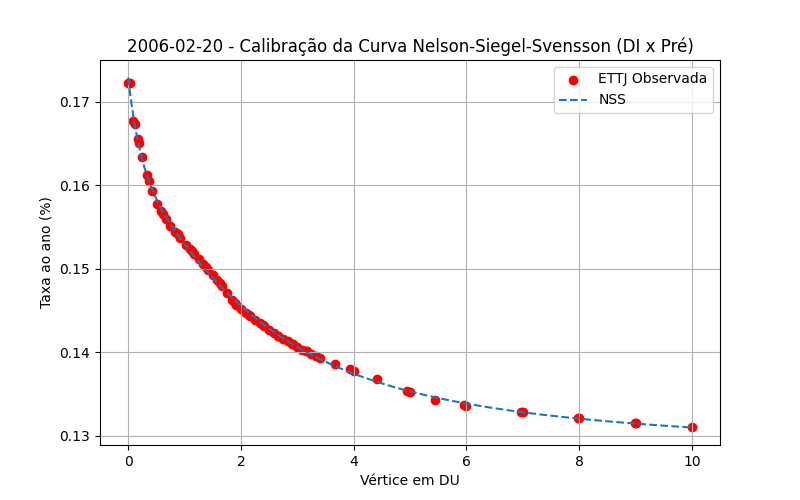 2006-02-20 - Calibração da Curva Nelson-Siegel-Svensson (DI x Pré)
ETTJ Observada
NSS
Taxa ao ano (%)
0.17
0.16
0.15
0.14
0.13
0
2
4
6
8
10
Vértice em DU